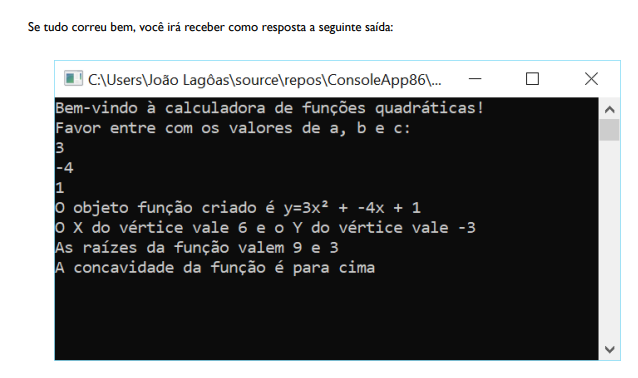 Se tudo correu bem, você irá receber como resposta a seguinte saída:
C:\Users\João Lagôas\source\repos\ConsoleApp86\...
Bem-vindo à calculadora de funções quadráticas!
Favor entre com os valores de a, b e c:
3
-4
1
O objeto função criado é y=3x² + -4x + 1
O X do vértice vale 6 e o Y do vértice vale -3
As raízes da função valem 9 e 3
A concavidade da função é para cima